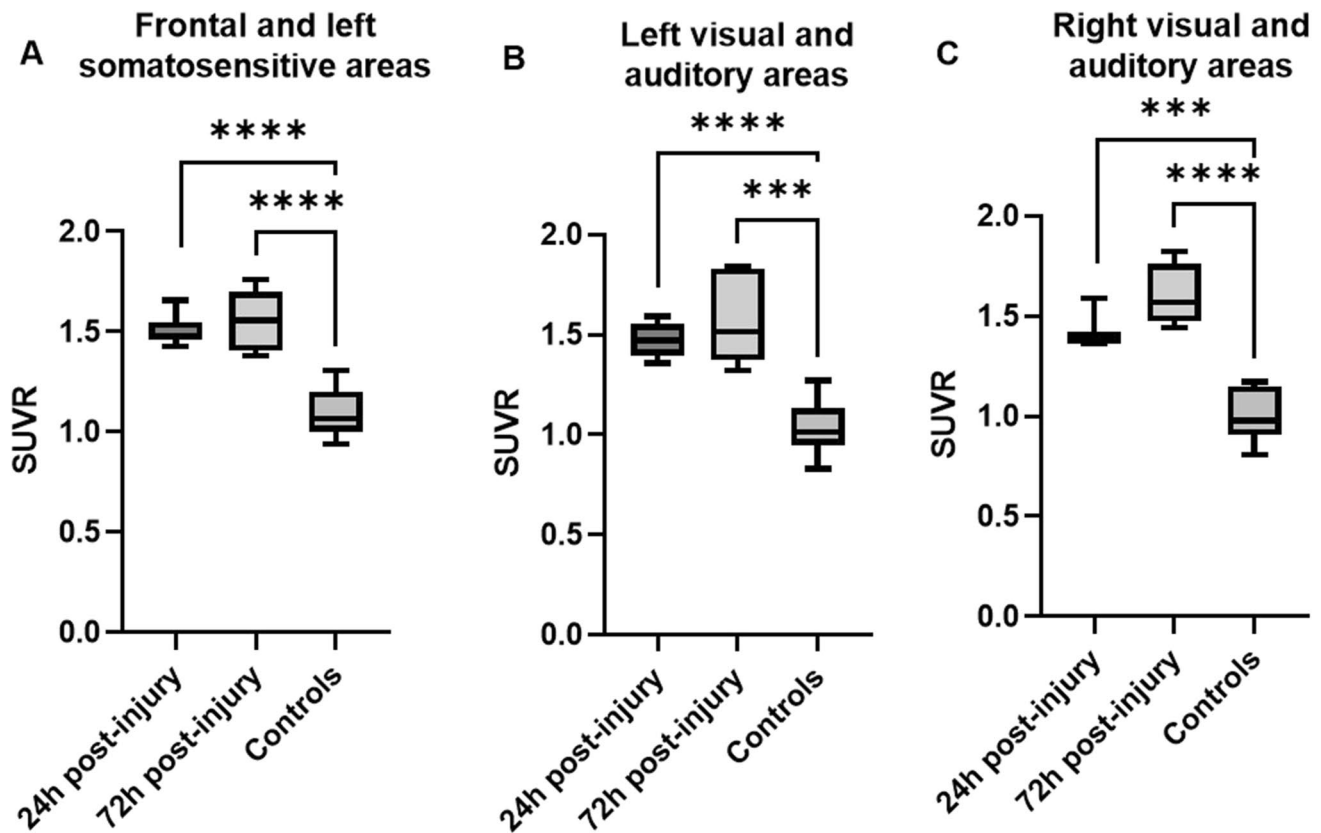 A
Frontal and left
somatosensitive areas
****
****
2.0
1.5
1.0
0.5
0.0
SUVR
24h post-injury
72h post-injury
Controls
B
Left visual and
auditory areas
****
***
2.0
1.5
1.0
0.5
0.0
SUVR
24h post-injury
72h post-injury
Controls
C
Right visual and
auditory areas
***
****
2.0
1.5
1.0
0.5
0.0
SUVR
24h post-injury
72h post-injury
Controls